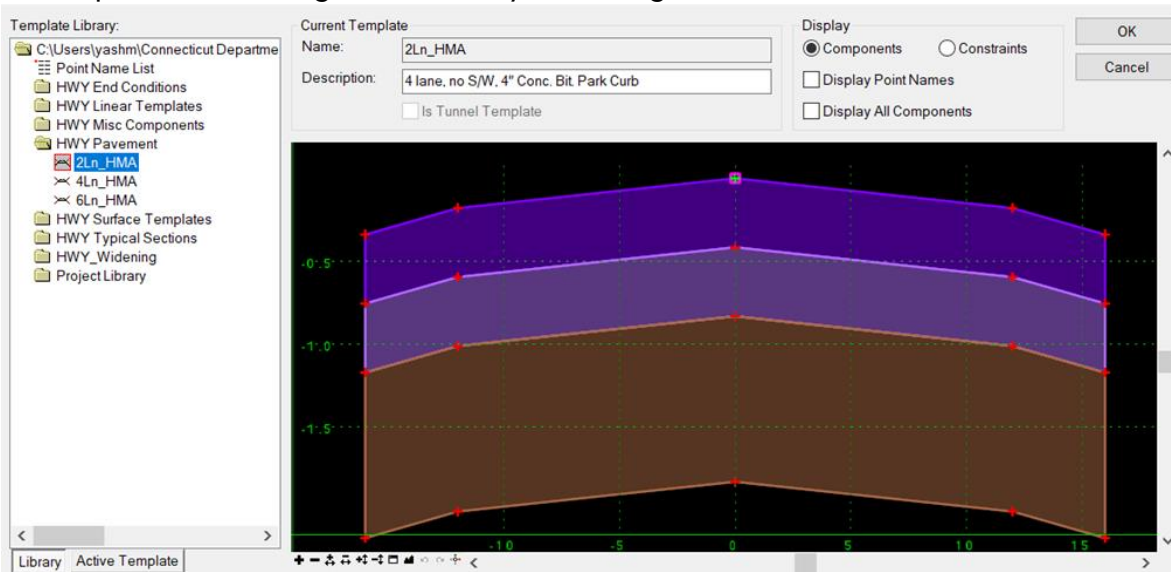 Template Library:
C:\Users\yashm\Connecticut Departme
Point Name List
HWY End Conditions
HWY Linear Templates
HWY Misc Components
HWY Pavement
2Ln_HMA
4Ln_HMA
6Ln_HMA
HWY Surface Templates
HWY Typical Sections
HWY_Widening
Project Library
Library Active Template
Current Template
Name: 2Ln_HMA
Description: 4 lane, no S/W, 4" Conc. Bit. Park Curb
Is Tunnel Template
Display
Components Constraints
Display Point Names
Display All Components
OK
Cancel
-0.5
-1.0
-1.5
-10 -5 0 5 10 15